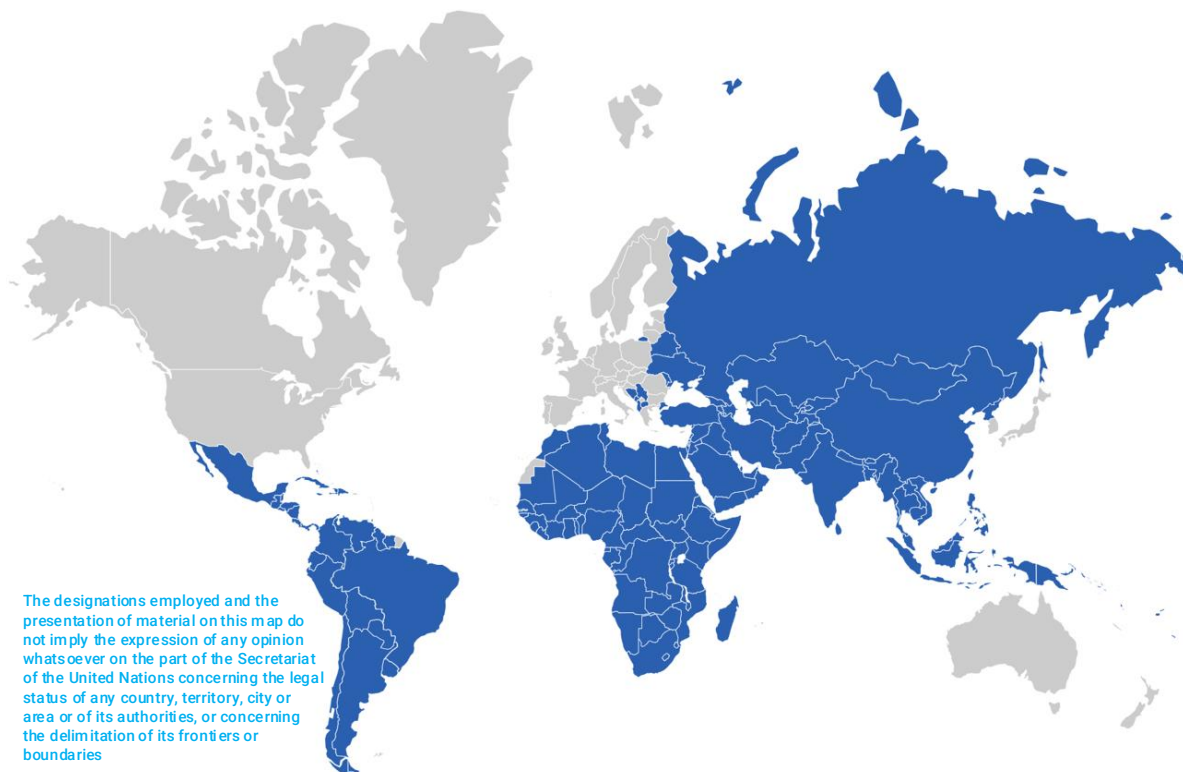 The designations employed and the
presentation of material on this map do
not imply the expression of any opinion
whatsoever on the part of the Secretariat
of the United Nations concerning the legal
status of any country, territory, city or
area or of its authorities, or concerning
the delimitation of its frontiers or
boundaries